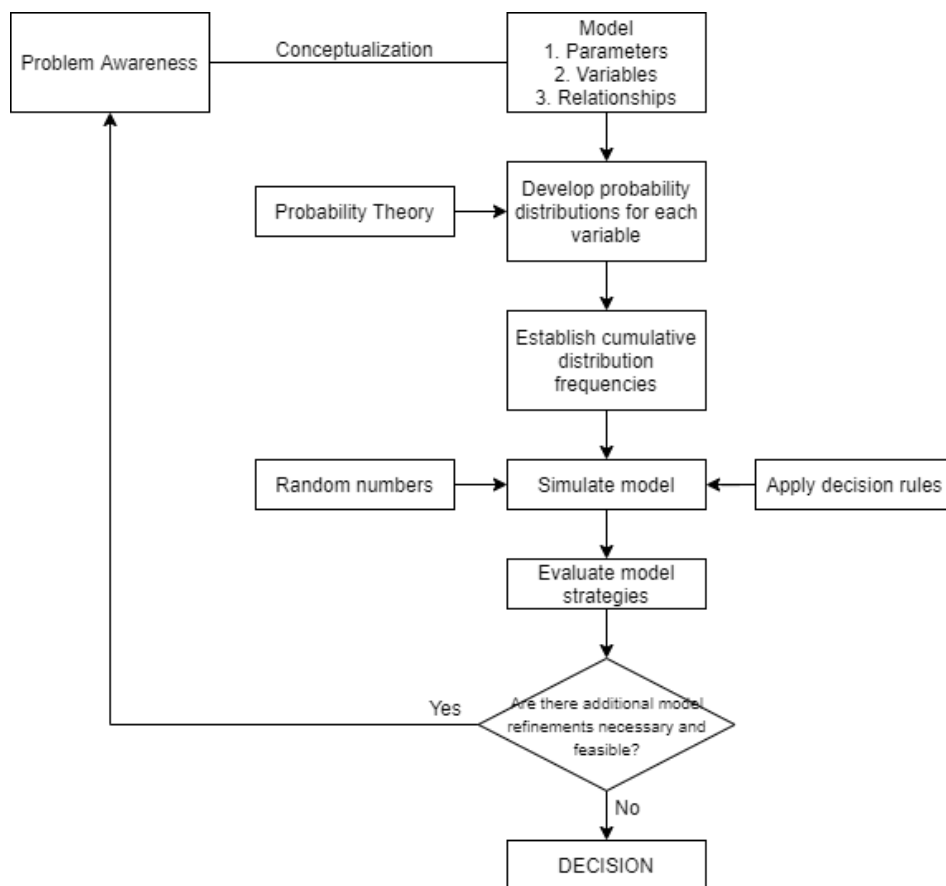 Problem Awareness
Conceptualization
Model
1. Parameters
2. Variables
3. Relationships
Probability Theory
Develop probability
distributions for each
variable
Establish cumulative
distribution
frequencies
Random numbers
Simulate model
Apply decision rules
Evaluate model
strategies
Yes
Are there additional model
refinements necessary and
feasible?
No
DECISION